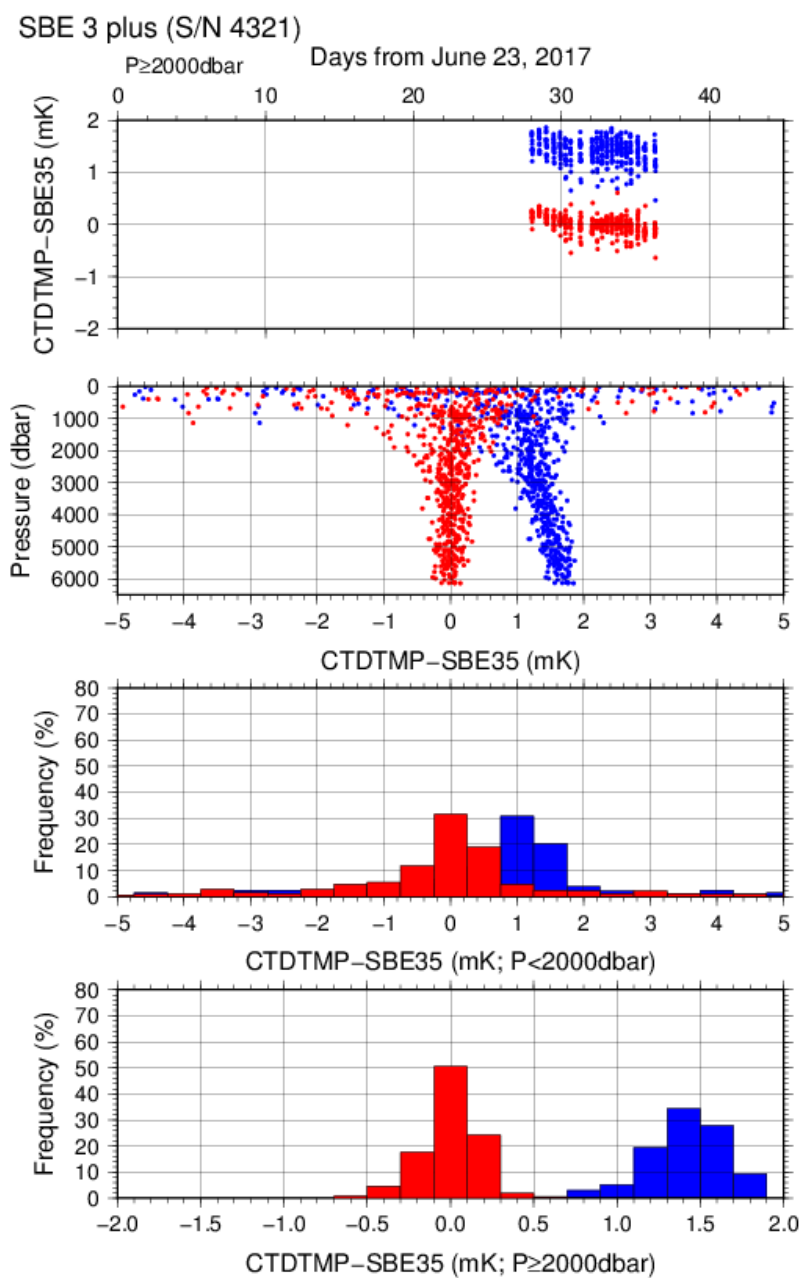 SBE 3 plus (S/N 4321)
P≥2000dbar
Days from June 23, 2017
0 10 20 30 40
CTDTMP−SBE35 (mK)
2
1
0
−1
−2
Pressure (dbar)
0
1000
2000
3000
4000
5000
6000
−5 −4 −3 −2 −1 0 1 2 3 4 5
CTDTMP−SBE35 (mK)
Frequency (%)
80
70
60
50
40
30
20
10
0
−5 −4 −3 −2 −1 0 1 2 3 4 5
CTDTMP−SBE35 (mK; P<2000dbar)
Frequency (%)
80
70
60
50
40
30
20
10
0
−2.0 −1.5 −1.0 −0.5 0.0 0.5 1.0 1.5 2.0
CTDTMP−SBE35 (mK; P≥2000dbar)